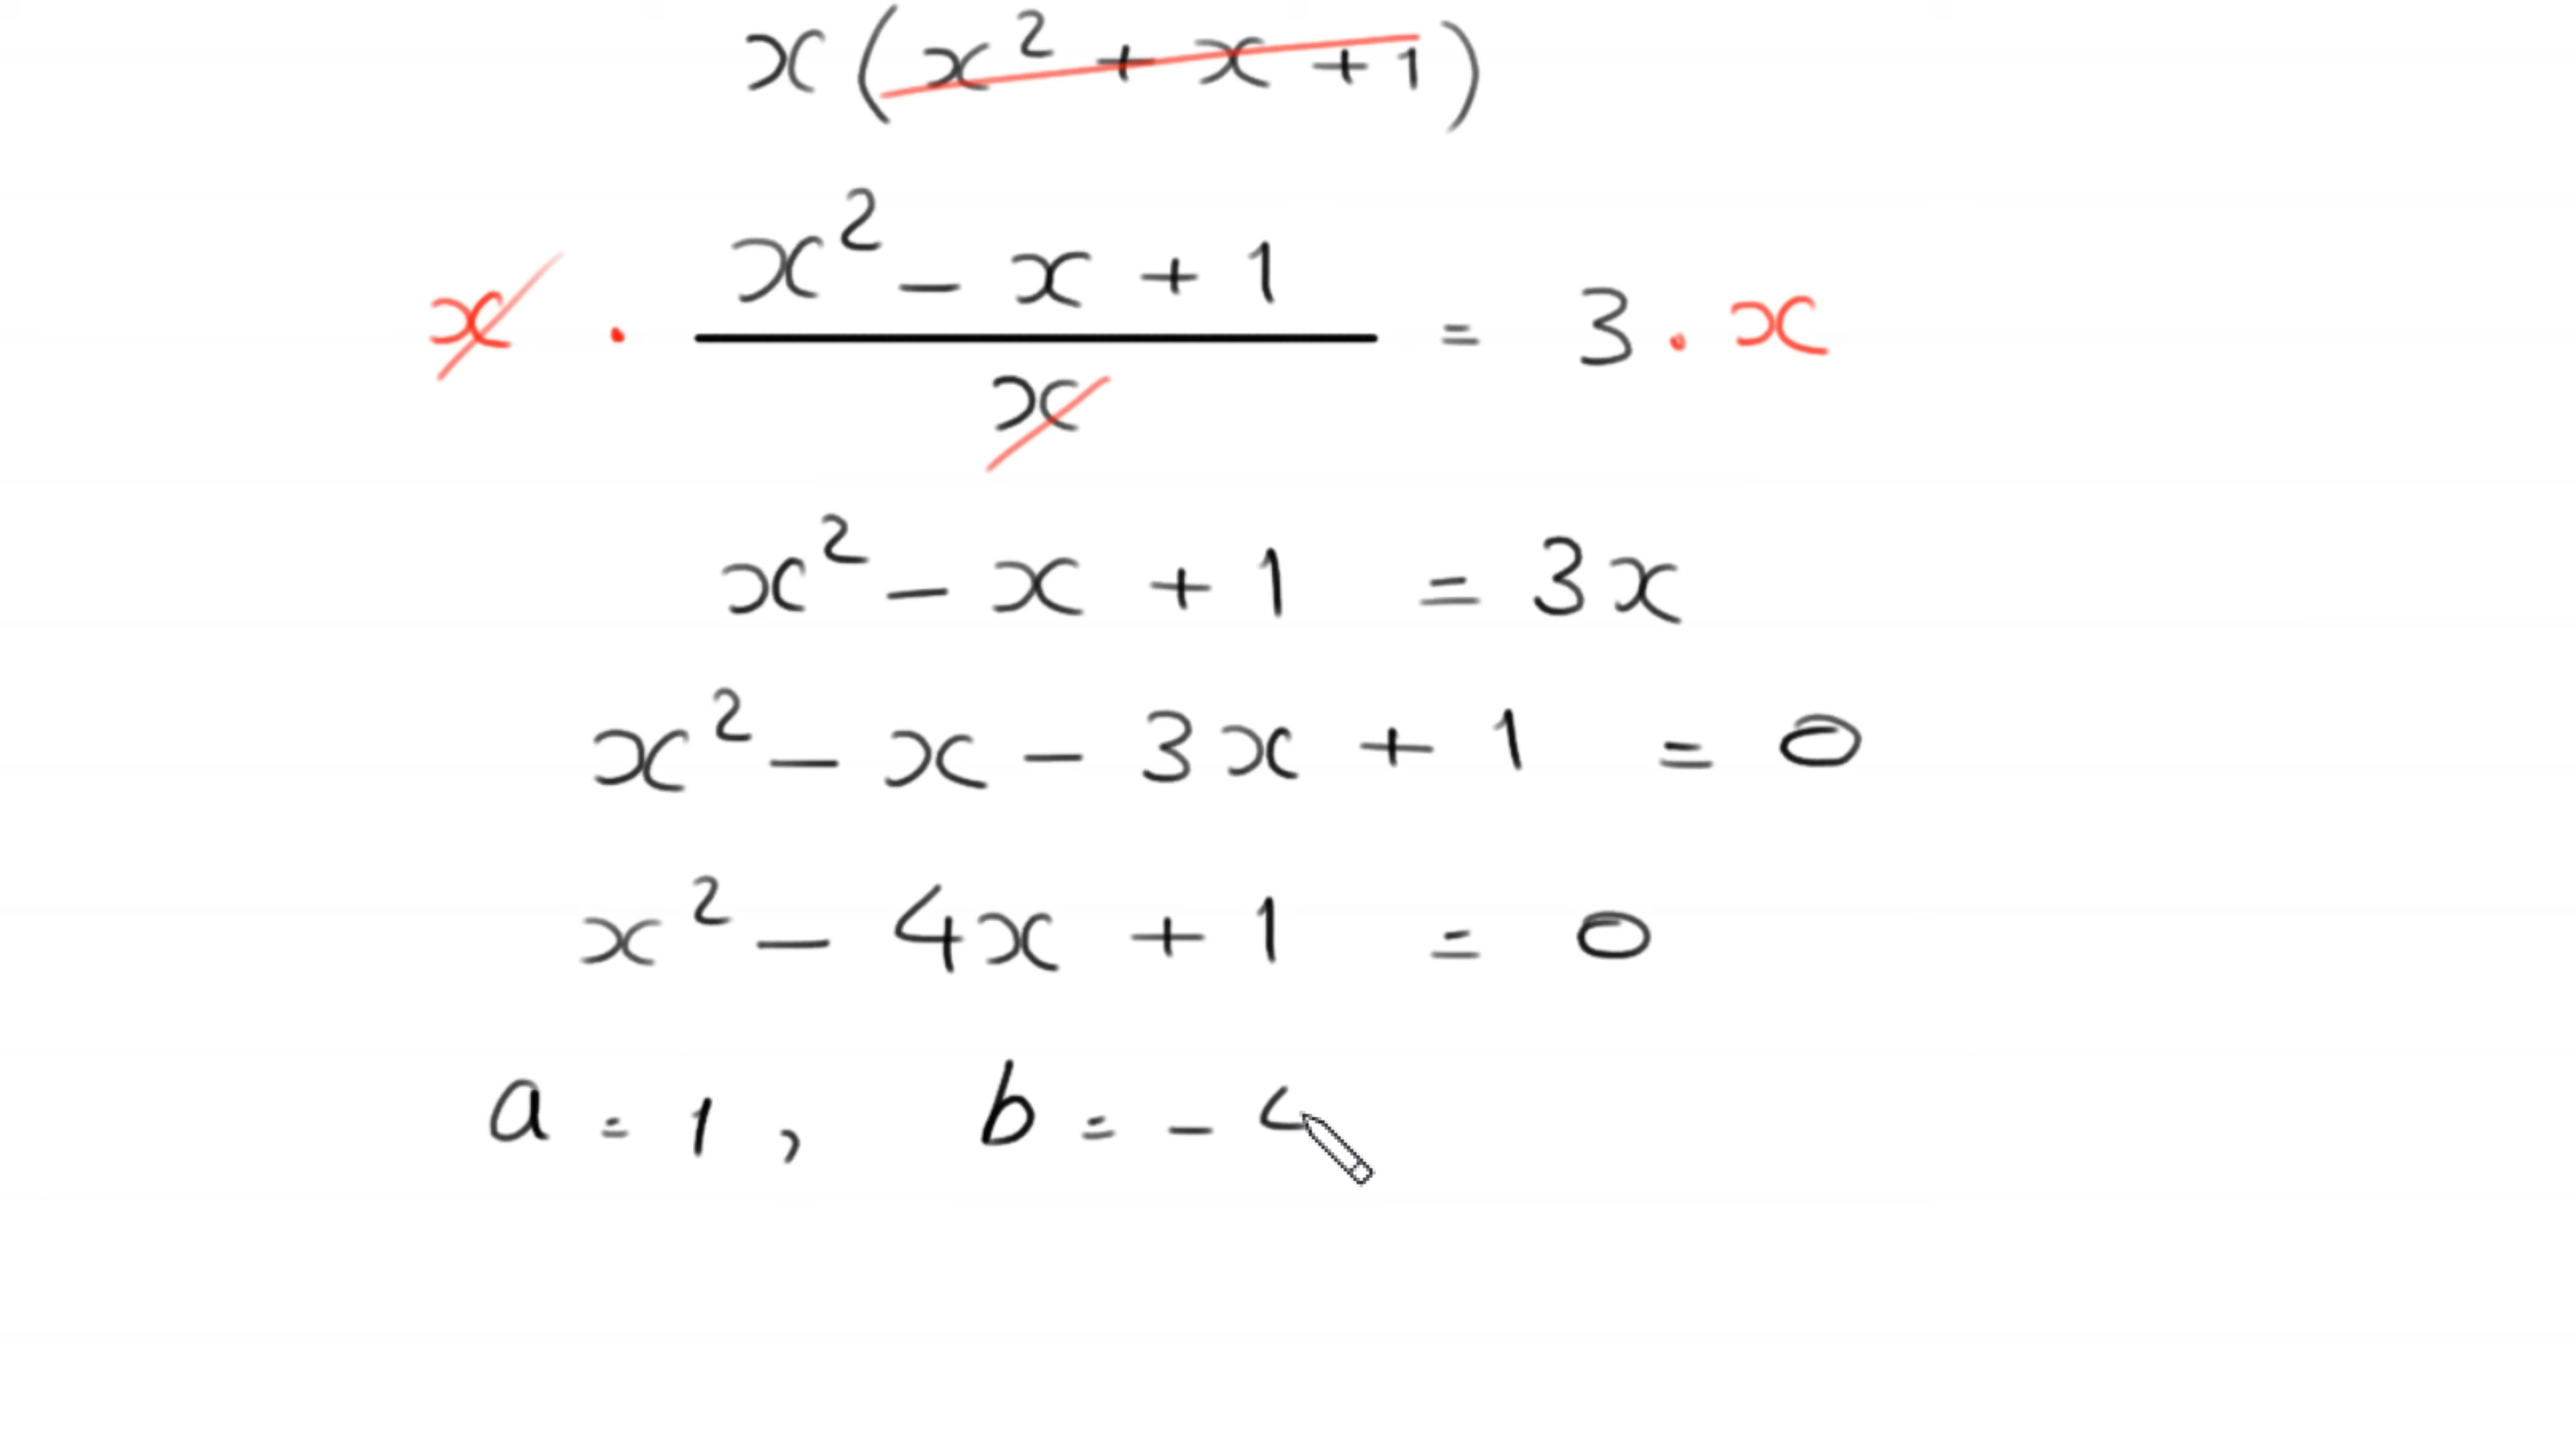 x(x² + x + 1)
x · (x² - x + 1)/x = 3 · x
x² - x + 1 = 3x
x² - x - 3x + 1 = 0
x² - 4x + 1 = 0
a = 1, b = -